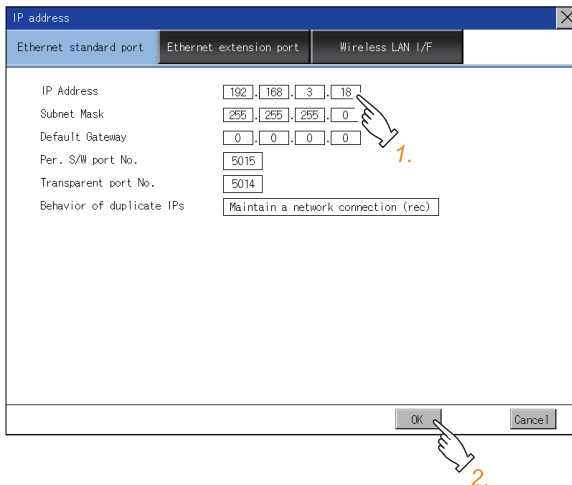 IP address
Ethernet standard port Ethernet extension port Wireless LAN I/F
IP Address 192 . 168 . 3 . 18
Subnet Mask 255 . 255 . 255 . 0
1.
Default Gateway 0 . 0 . 0 . 0
Per. S/W port No. 5015
Transparent port No. 5014
Behavior of duplicate IPs Maintain a network connection (rec)
OK Cancel
2.